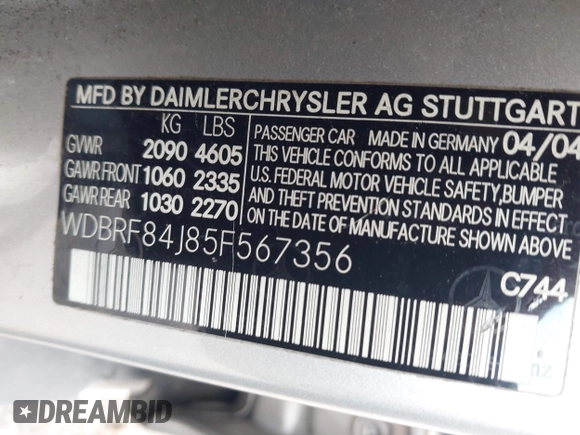 MFD BY DAIMLERCHRYSLER AG STUTTGART
KG LBS
GVWR 2090 4605
GAWR FRONT 1060 2335
GAWR REAR 1030 2270
PASSENGER CAR MADE IN GERMANY 04/04
THIS VEHICLE CONFORMS TO ALL APPLICABLE
U.S. FEDERAL MOTOR VEHICLE SAFETY, BUMPER
AND THEFT PREVENTION STANDARDS IN EFFECT
ON THE DATE OF MANUFACTURE
WDBRF84J85F567356
C744
DREAMBID